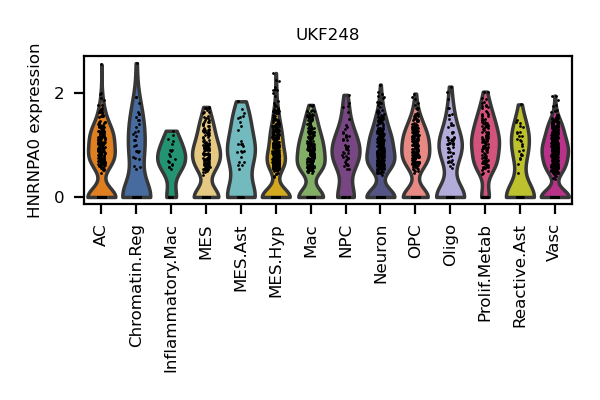 UKF248
HNRNPA0 expression
2
0
AC
Chromatin.Reg
Inflammatory.Mac
MES
MES.Ast
MES.Hyp
Mac
NPC
Neuron
OPC
Oligo
Prolif.Metab
Reactive.Ast
Vasc